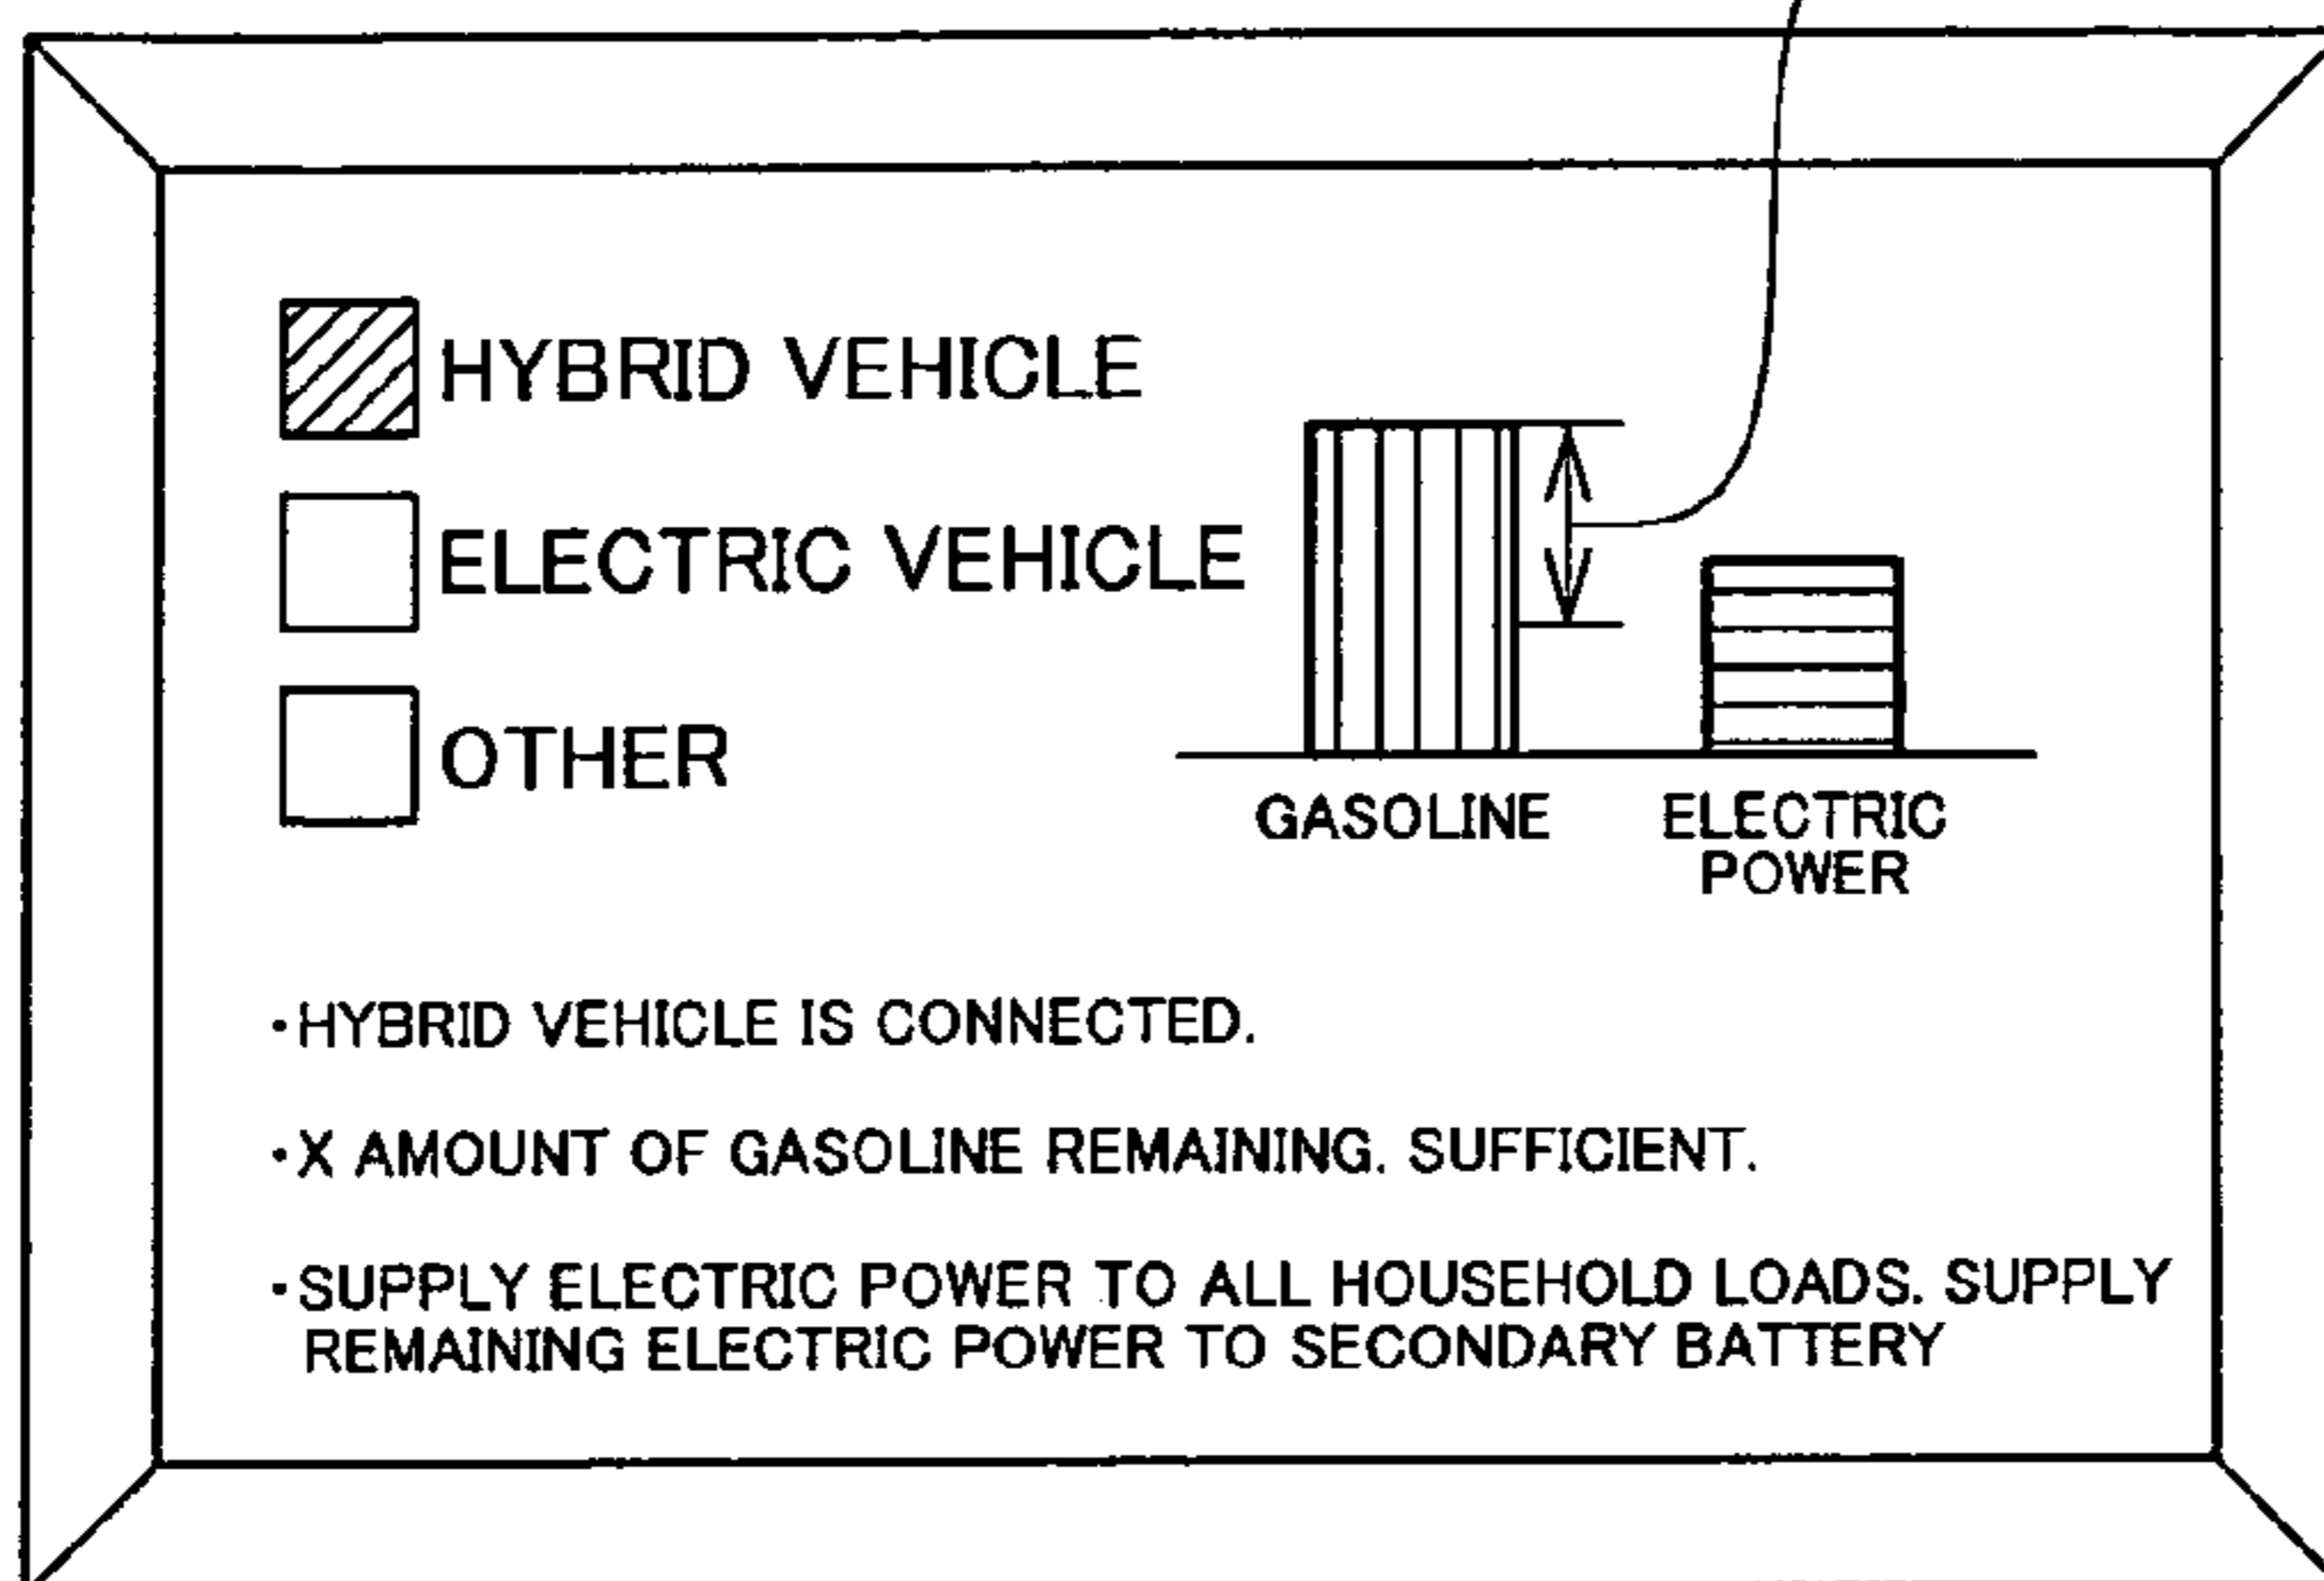 HYBRID VEHICLE
ELECTRIC VEHICLE
OTHER
GASOLINE
ELECTRIC
POWER
・HYBRID VEHICLE IS CONNECTED.
・X AMOUNT OF GASOLINE REMAINING. SUFFICIENT.
・SUPPLY ELECTRIC POWER TO ALL HOUSEHOLD LOADS. SUPPLY
REMAINING ELECTRIC POWER TO SECONDARY BATTERY